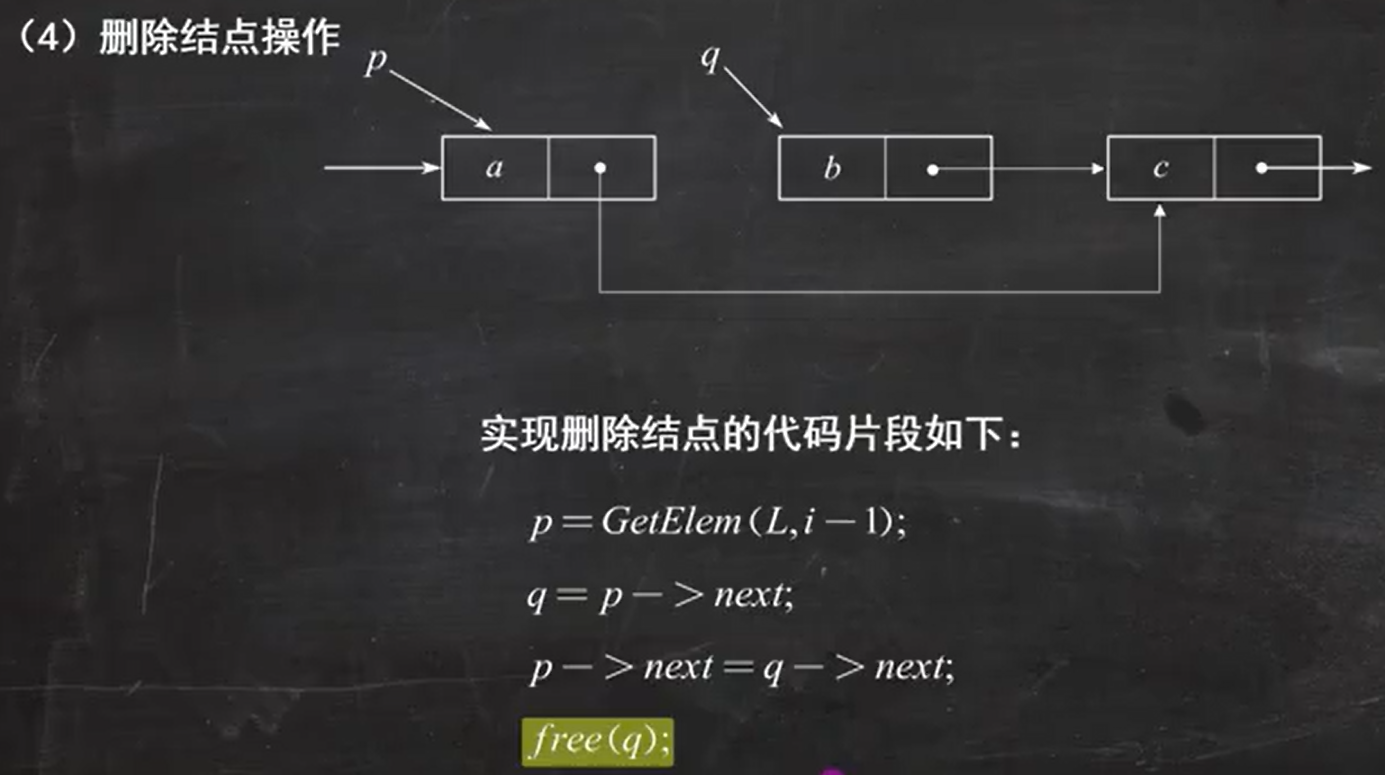 （4）删除结点操作
p
q
a
b
c
实现删除结点的代码片段如下：
p = GetElem(L,i − 1);
q = p − > next;
p − > next = q − > next;
free(q);